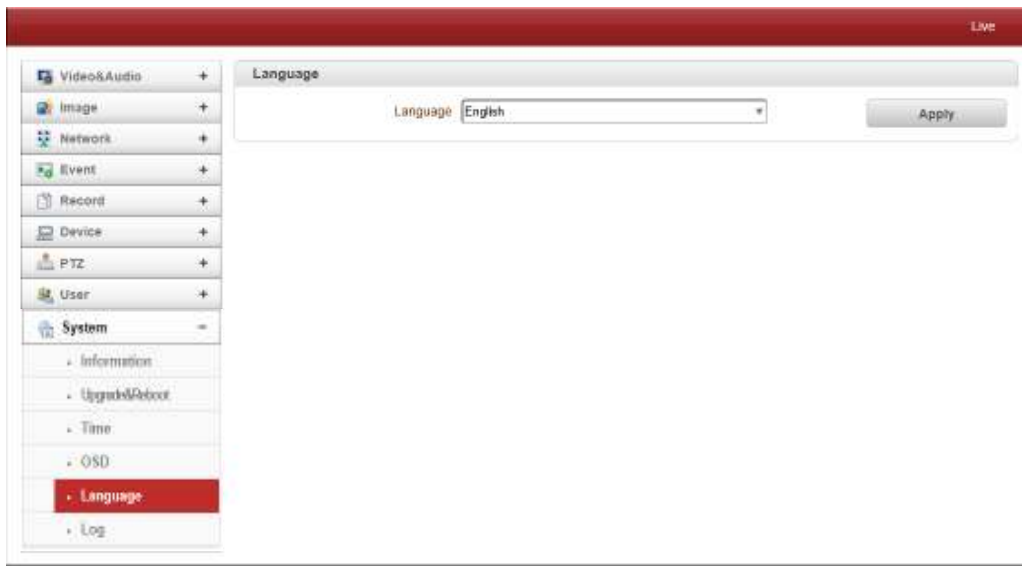 Live
Video&Audio +
Image +
Network +
Event +
Record +
Device +
PTZ +
User +
System -
Information
Upgrade&Reboot
Time
OSD
Language
Log
Language
Language English
Apply